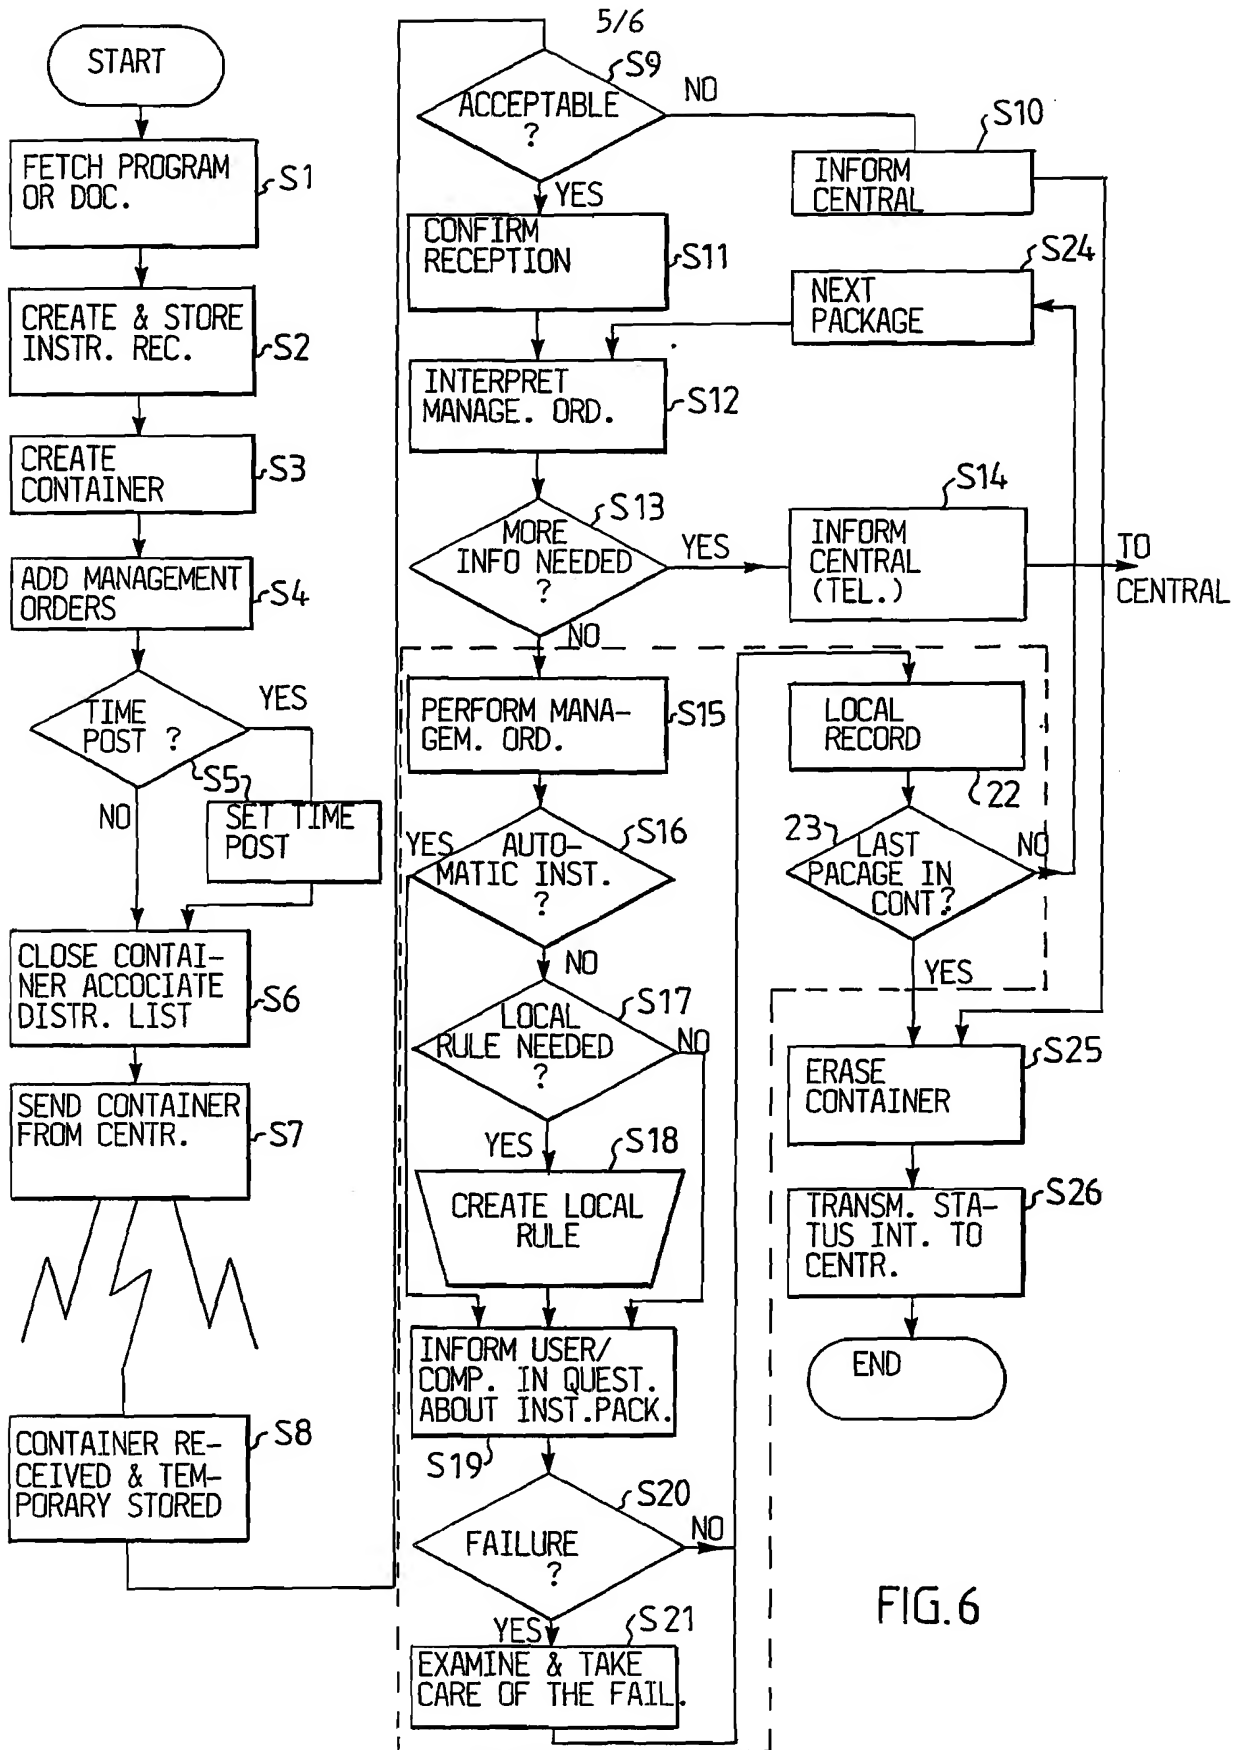 5/6
START
FETCH PROGRAM
OR DOC.
S1
CREATE & STORE
INSTR. REC.
S2
CREATE
CONTAINER
S3
ADD MANAGEMENT
ORDERS
S4
TIME
POST ?
YES
S5
NO
SET TIME
POST
CLOSE CONTAI-
NER ACCOCIATE
DISTR. LIST
S6
SEND CONTAINER
FROM CENTR.
S7
CONTAINER RE-
CEIVED & TEM-
PORARY STORED
S8
ACCEPTABLE
?
S9
NO
YES
INFORM
CENTRAL
S10
CONFIRM
RECEPTION
S11
NEXT
PACKAGE
S24
INTERPRET
MANAGE. ORD.
S12
MORE
INFO NEEDED
?
S13
YES
NO
INFORM
CENTRAL
(TEL.)
S14
TO
CENTRAL
PERFORM MANA-
GEM. ORD.
S15
AUTO-
MATIC INST.
?
S16
YES
NO
LOCAL
RULE NEEDED
?
S17
NO
YES
CREATE LOCAL
RULE
S18
INFORM USER/
COMP. IN QUEST.
ABOUT INST.PACK.
S19
FAILURE
?
S20
NO
YES
EXAMINE & TAKE
CARE OF THE FAIL.
S21
LOCAL
RECORD
22
LAST
PACAGE IN
CONT?
23
NO
YES
ERASE
CONTAINER
S25
TRANSM. STA-
TUS INT. TO
CENTR.
S26
END
FIG.6